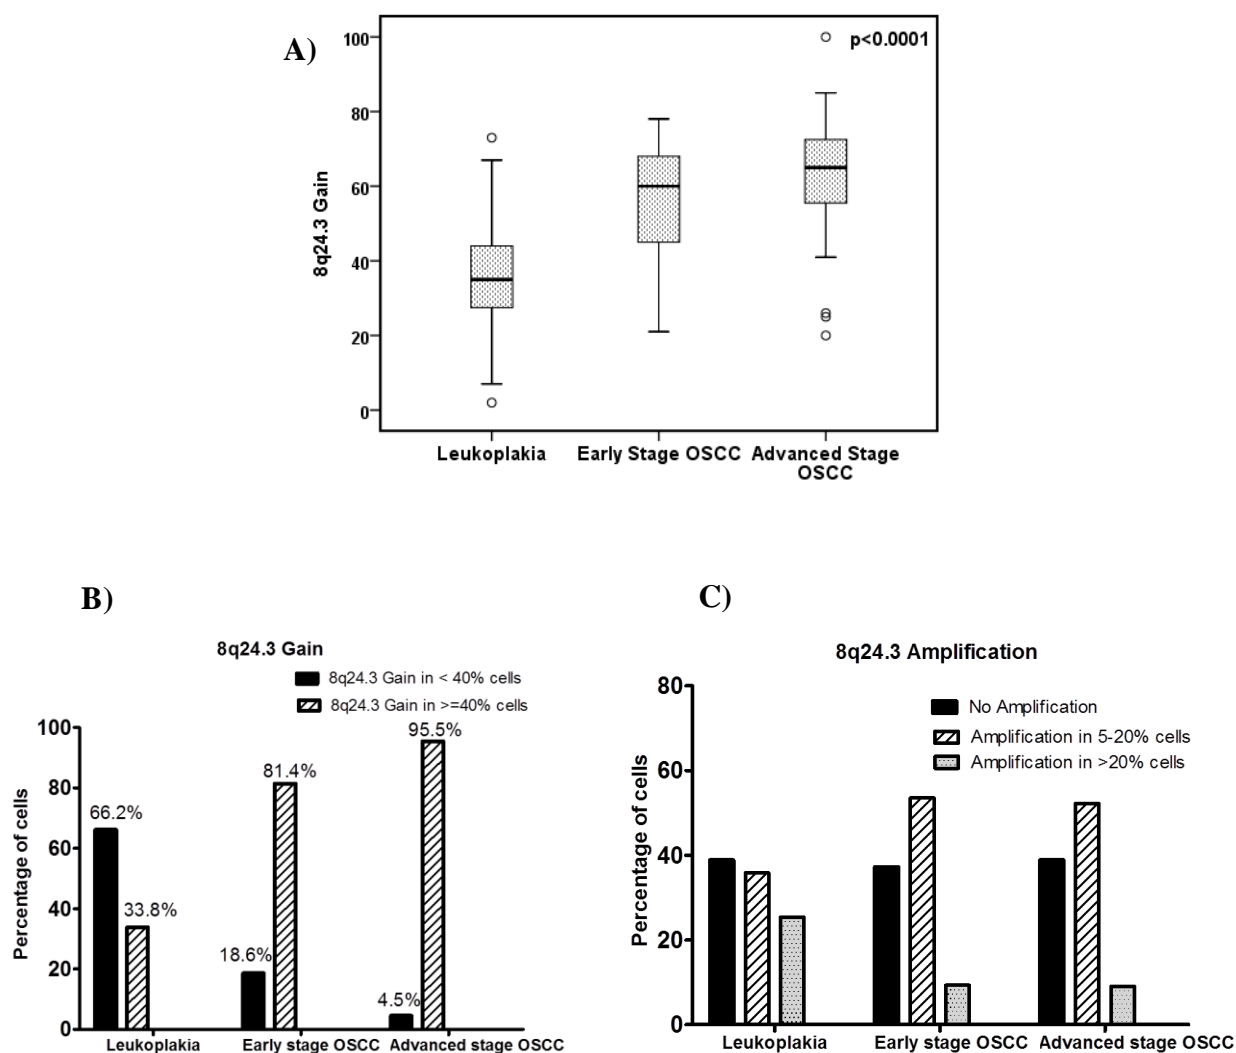 A)
p<0.0001
8q24.3 Gain
100
80
60
40
20
0
Leukoplakia
Early Stage OSCC
Advanced Stage
OSCC
B)
8q24.3 Gain
8q24.3 Gain in < 40% cells
8q24.3 Gain in >=40% cells
Percentage of cells
100
80
60
40
20
0
66.2%
33.8%
18.6%
81.4%
4.5%
95.5%
Leukoplakia
Early stage OSCC
Advanced stage OSCC
C)
8q24.3 Amplification
No Amplification
Amplification in 5-20% cells
Amplification in >20% cells
Percentage of cells
80
60
40
20
0
Leukoplakia
Early stage OSCC
Advanced stage OSCC